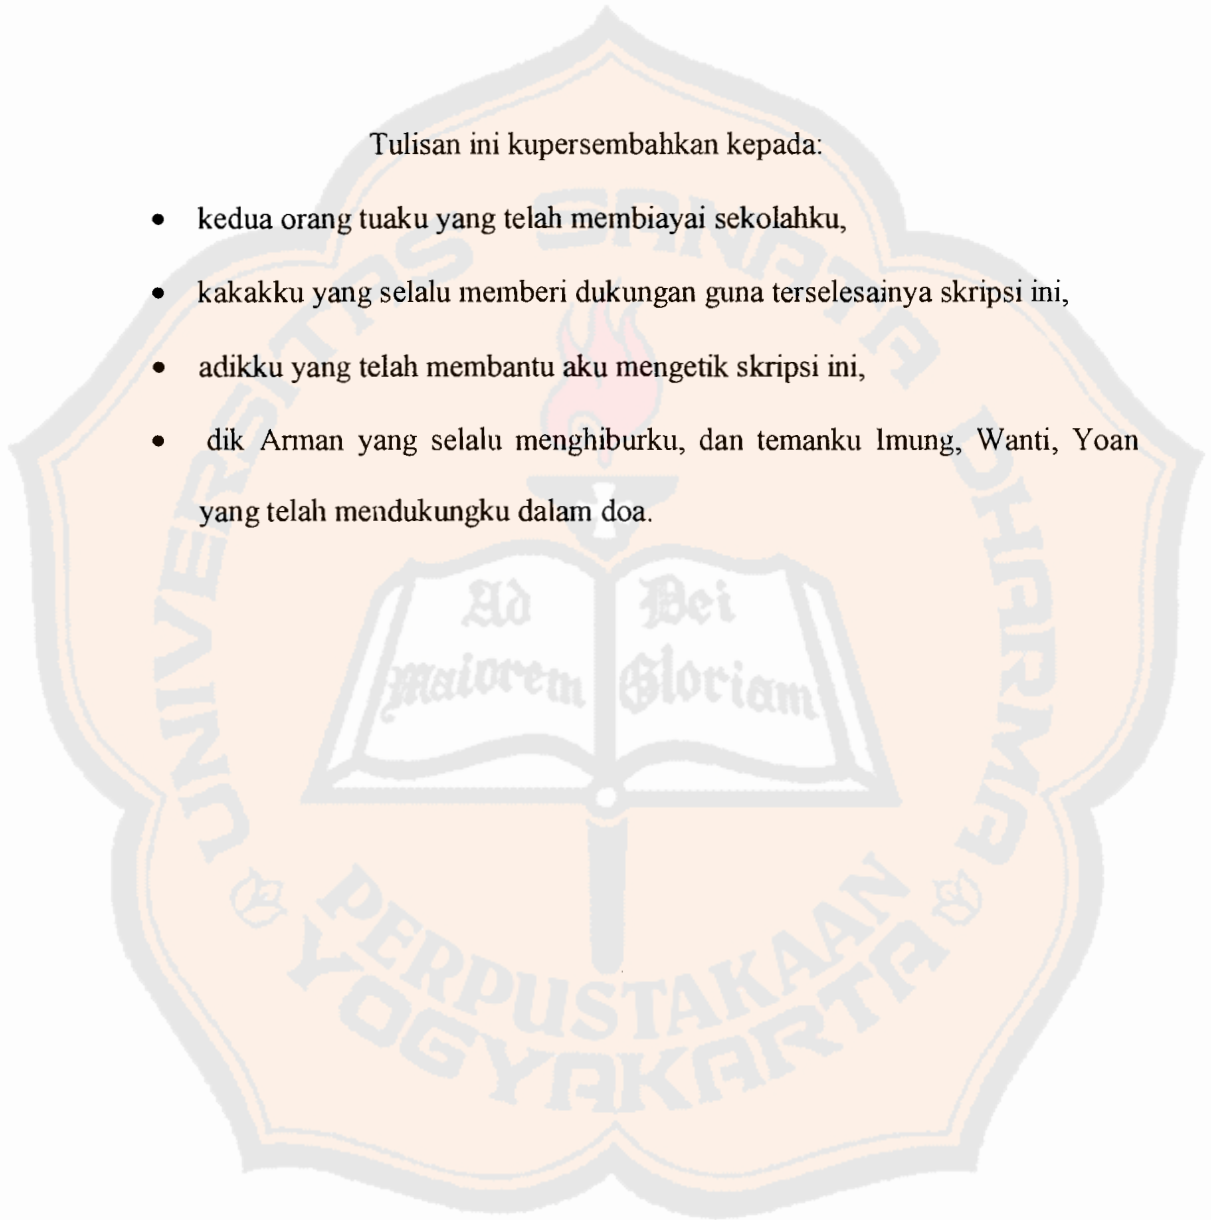 Tulisan ini kupersembahkan kepada:
• kedua orang tuaku yang telah membiayai sekolahku,
• kakakku yang selalu memberi dukungan guna terselesainya skripsi ini,
• adikku yang telah membantu aku mengetik skripsi ini,
• dik Arman yang selalu menghiburku, dan temanku Imung, Wanti, Yoan
yang telah mendukungku dalam doa.
UNIVERSITAS SANATA DHARMA
Ad Dei
maiorem Gloriam
PERPUSTAKAAN
YOGYAKARTA